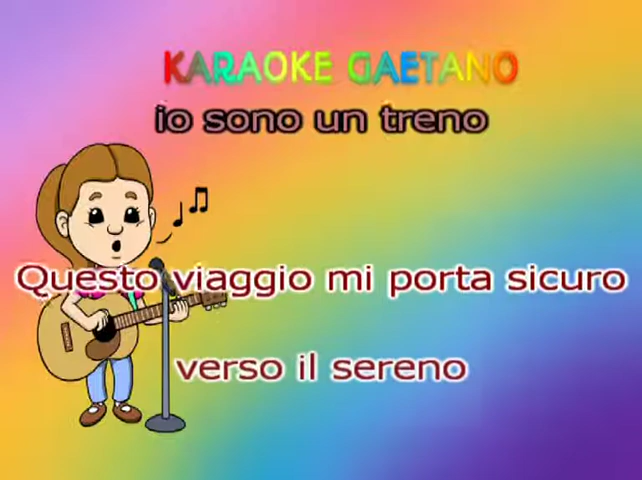 KARAOKE GAETANO
io sono un treno
Questo viaggio mi porta sicuro
verso il sereno